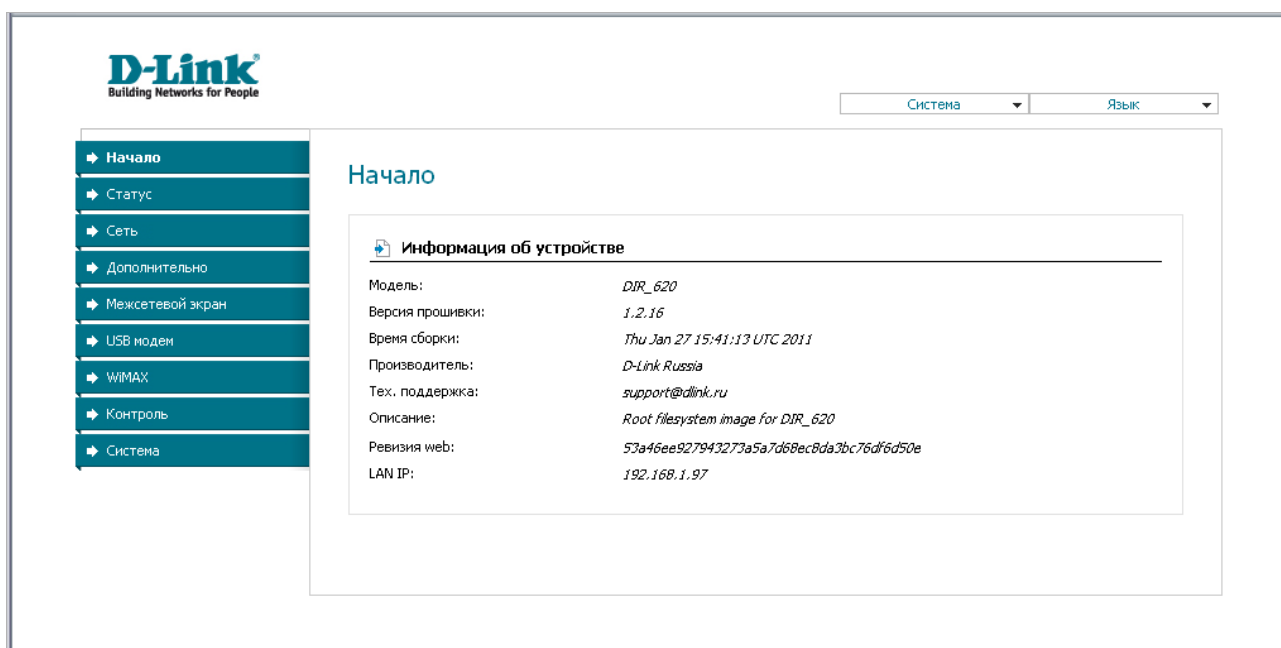 D-Link
Building Networks for People
Система Язык
Начало
Статус
Сеть
Дополнительно
Межсетевой экран
USB модем
WiMAX
Контроль
Система
Начало
Информация об устройстве
Модель: DIR_620
Версия прошивки: 1.2.16
Время сборки: Thu Jan 27 15:41:13 UTC 2011
Производитель: D-Link Russia
Тех. поддержка: support@dlink.ru
Описание: Root filesystem image for DIR_620
Ревизия web: 53a46ee927943273a5a7d68ec8da3bc76df6d50e
LAN IP: 192.168.1.97